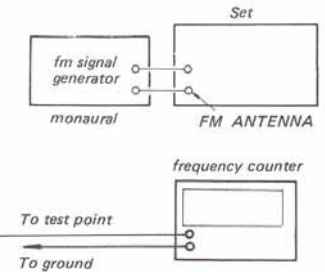 Set
fm signal
generator
monaural
FM ANTENNA
frequency counter
To test point
To ground